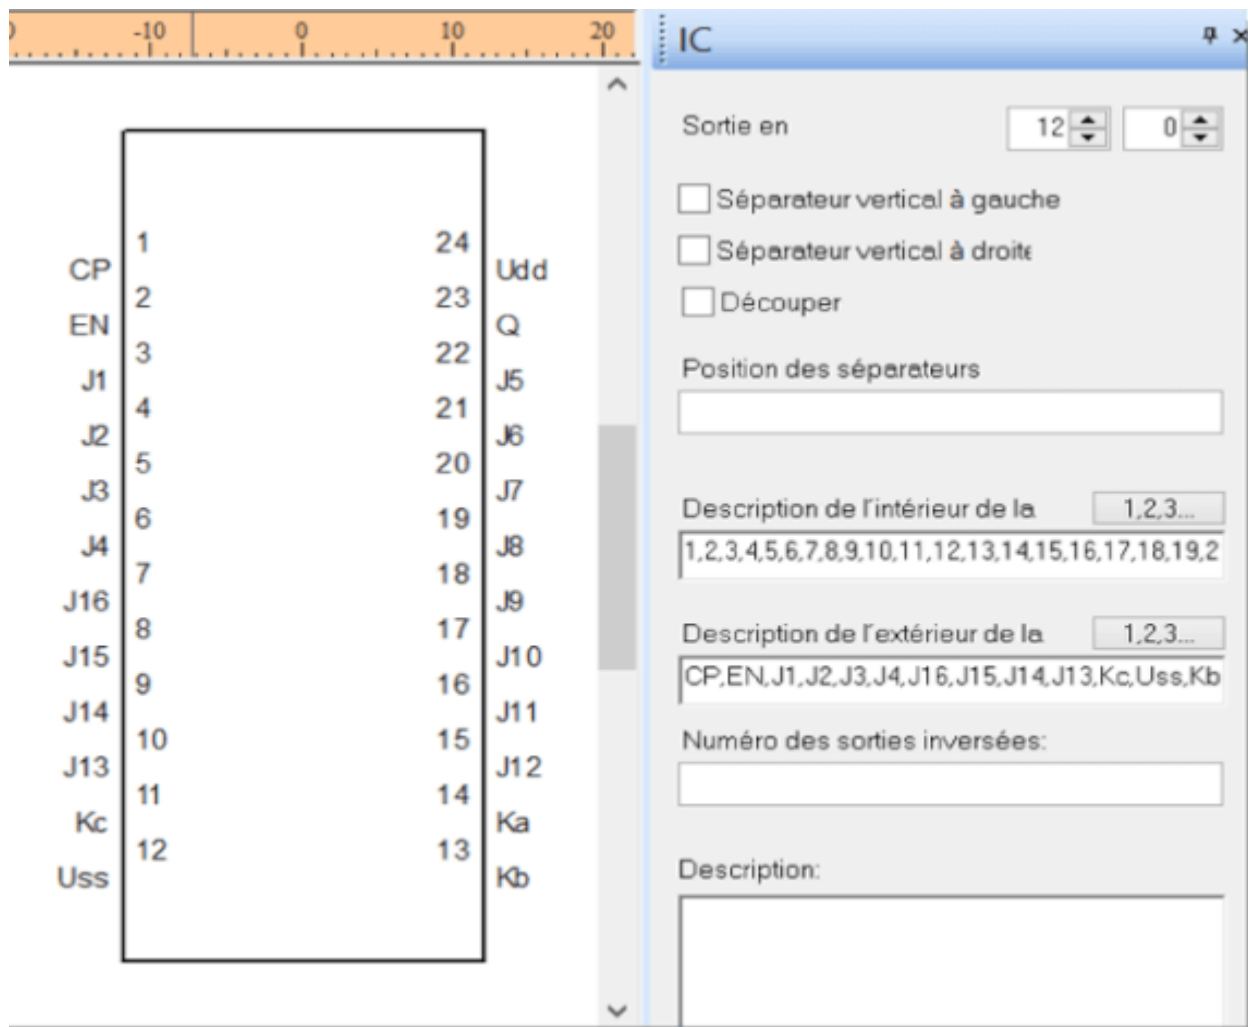 -10 0 10 20
IC
Sortie en 12 0
Séparateur vertical à gauche
Séparateur vertical à droite
Découper
Position des séparateurs
Description de l'intérieur de la 1,2,3...
1,2,3,4,5,6,7,8,9,10,11,12,13,14,15,16,17,18,19,2
Description de l'extérieur de la 1,2,3...
CP,EN,J1,J2,J3,J4,J16,J15,J14,J13,Kc,Uss,Kb
Numéro des sorties inversées:
Description:
1 24
CP Udd
2 23
EN Q
3 22
J1 J5
4 21
J2 J6
5 20
J3 J7
6 19
J4 J8
7 18
J16 J9
8 17
J15 J10
9 16
J14 J11
10 15
J13 J12
11 14
Kc Ka
12 13
Uss Kb